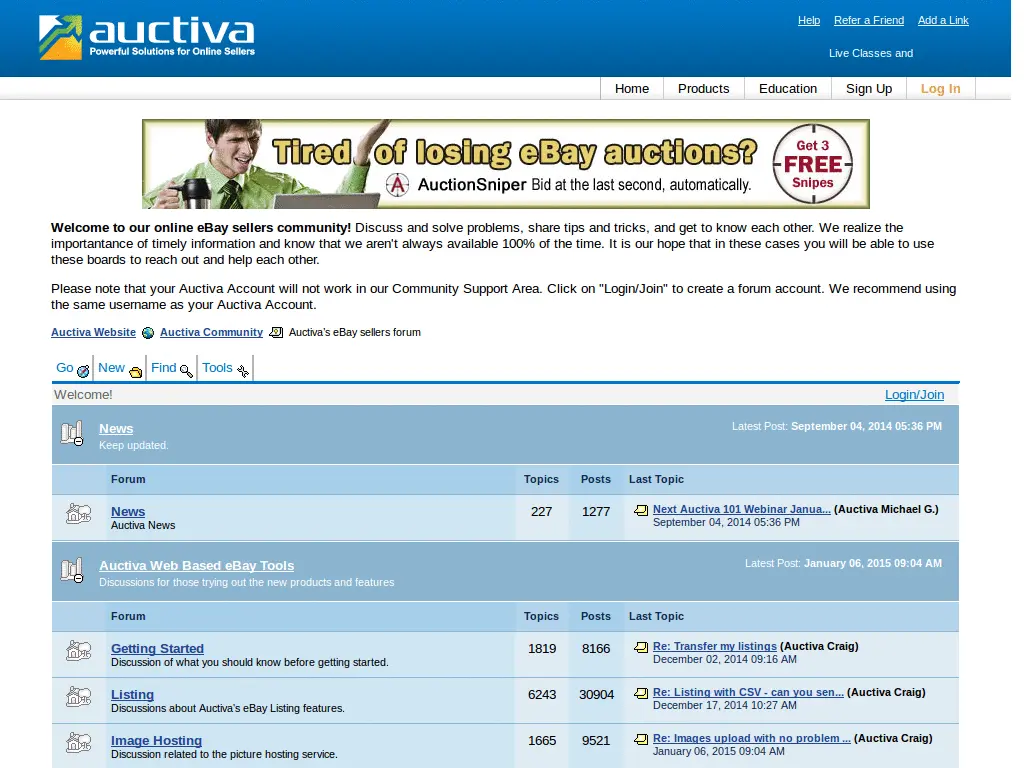 auctiva
Powerful Solutions for Online Sellers
Help Refer a Friend Add a Link
Live Classes and
Home Products Education Sign Up Log In
Tired of losing eBay auctions?
AuctionSniper Bid at the last second, automatically.
Get 3
FREE
Snipes
Welcome to our online eBay sellers community! Discuss and solve problems, share tips and tricks, and get to know each other. We realize the
importantance of timely information and know that we aren't always available 100% of the time. It is our hope that in these cases you will be able to use
these boards to reach out and help each other.
Please note that your Auctiva Account will not work in our Community Support Area. Click on "Login/Join" to create a forum account. We recommend using
the same username as your Auctiva Account.
Auctiva Website Auctiva Community Auctiva's eBay sellers forum
Go New Find Tools
Welcome! Login/Join
News Latest Post: September 04, 2014 05:36 PM
Keep updated.
Forum Topics Posts Last Topic
News 227 1277 Next Auctiva 101 Webinar Janua... (Auctiva Michael G.)
Auctiva News September 04, 2014 05:36 PM
Auctiva Web Based eBay Tools Latest Post: January 06, 2015 09:04 AM
Discussions for those trying out the new products and features
Forum Topics Posts Last Topic
Getting Started 1819 8166 Re: Transfer my listings (Auctiva Craig)
Discussion of what you should know before getting started. December 02, 2014 09:16 AM
Listing 6243 30904 Re: Listing with CSV - can you sen... (Auctiva Craig)
Discussions about Auctiva's eBay Listing features. December 17, 2014 10:27 AM
Image Hosting 1665 9521 Re: Images upload with no problem ... (Auctiva Craig)
Discussion related to the picture hosting service. January 06, 2015 09:04 AM